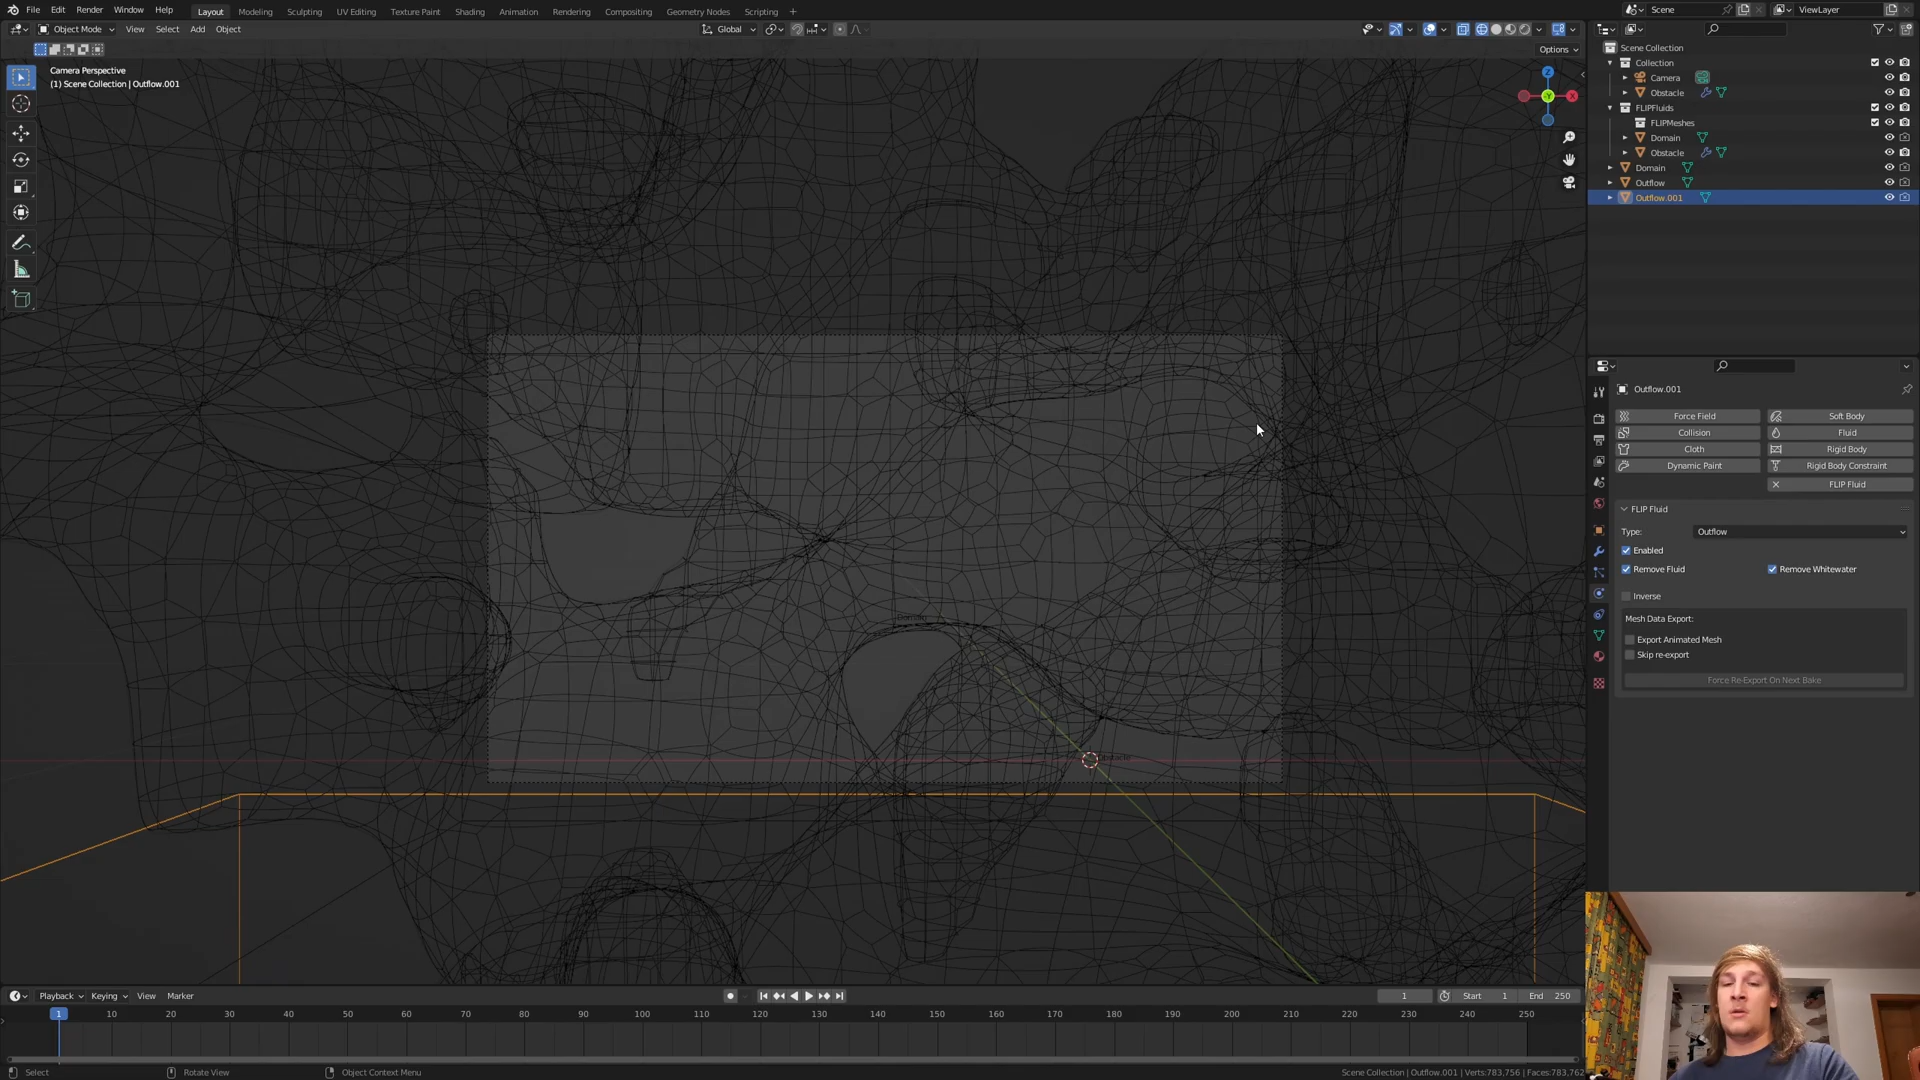 File Edit Render Window Help Layout Modeling Sculpting UV Editing Texture Paint Shading Animation Rendering Compositing Geometry Nodes Scripting + Scene ViewLayer
Object Mode View Select Add Object Global
Options
Camera Perspective
(1) Scene Collection | Outflow.001
Z
Y
X
Scene Collection
Collection
Camera
Obstacle
FLIPFluids
FLIPMeshes
Domain
Obstacle
Domain
Outflow
Outflow.001
Outflow.001
Force Field Soft Body
Collision Fluid
Cloth Rigid Body
Dynamic Paint Rigid Body Constraint
FLIP Fluid
FLIP Fluid
Type: Outflow
Enabled
Remove Fluid Remove Whitewater
Inverse
Mesh Data Export:
Export Animated Mesh
Skip re-export
Force Re-Export On Next Bake
Domain
Obstacle
Playback Keying View Marker 1 Start 1 End 250
1 10 20 30 40 50 60 70 80 90 100 110 120 130 140 150 160 170 180 190 200 210 220 230 240 250
Select Rotate View Object Context Menu Scene Collection | Outflow.001 | Verts:783,756 | Faces:783,762